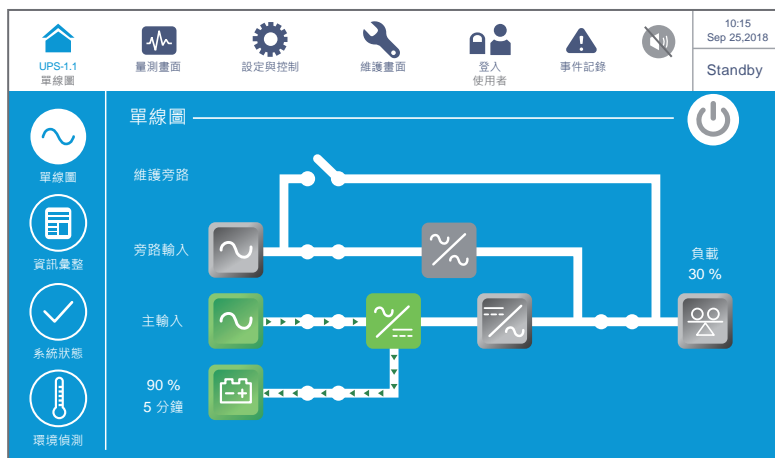 10:15
Sep 25,2018
UPS-1.1
單線圖
量測畫面
設定與控制
維護畫面
登入
使用者
事件記錄
Standby
單線圖
單線圖
維護旁路
資訊彙整
旁路輸入
負載
30 %
主輸入
系統狀態
90 %
5 分鐘
環境偵測